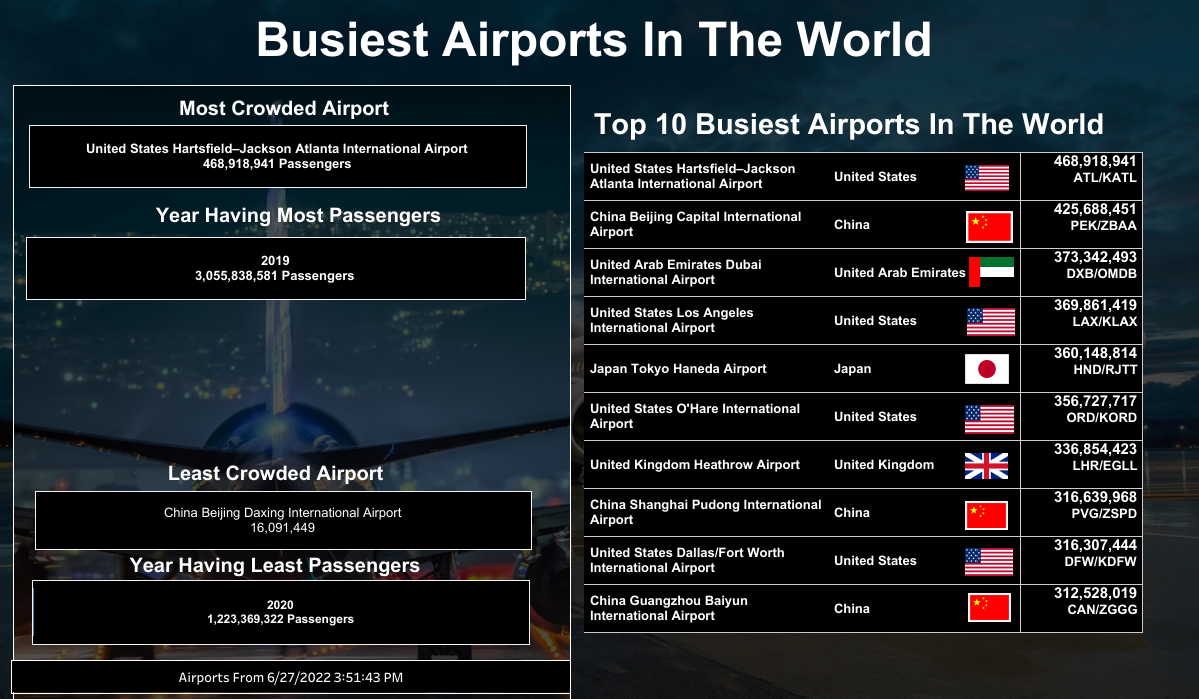 Busiest Airports In The World
Most Crowded Airport
United States Hartsfield–Jackson Atlanta International Airport
468,918,941 Passengers
Year Having Most Passengers
2019
3,055,838,581 Passengers
Least Crowded Airport
China Beijing Daxing International Airport
16,091,449
Year Having Least Passengers
2020
1,223,369,322 Passengers
Airports From 6/27/2022 3:51:43 PM
Top 10 Busiest Airports In The World
United States Hartsfield–Jackson
Atlanta International Airport
United States
468,918,941
ATL/KATL
China Beijing Capital International
Airport
China
425,688,451
PEK/ZBAA
United Arab Emirates Dubai
International Airport
United Arab Emirates
373,342,493
DXB/OMDB
United States Los Angeles
International Airport
United States
369,861,419
LAX/KLAX
Japan Tokyo Haneda Airport
Japan
360,148,814
HND/RJTT
United States O'Hare International
Airport
United States
356,727,717
ORD/KORD
United Kingdom Heathrow Airport
United Kingdom
336,854,423
LHR/EGLL
China Shanghai Pudong International
Airport
China
316,639,968
PVG/ZSPD
United States Dallas/Fort Worth
International Airport
United States
316,307,444
DFW/KDFW
China Guangzhou Baiyun
International Airport
China
312,528,019
CAN/ZGGG